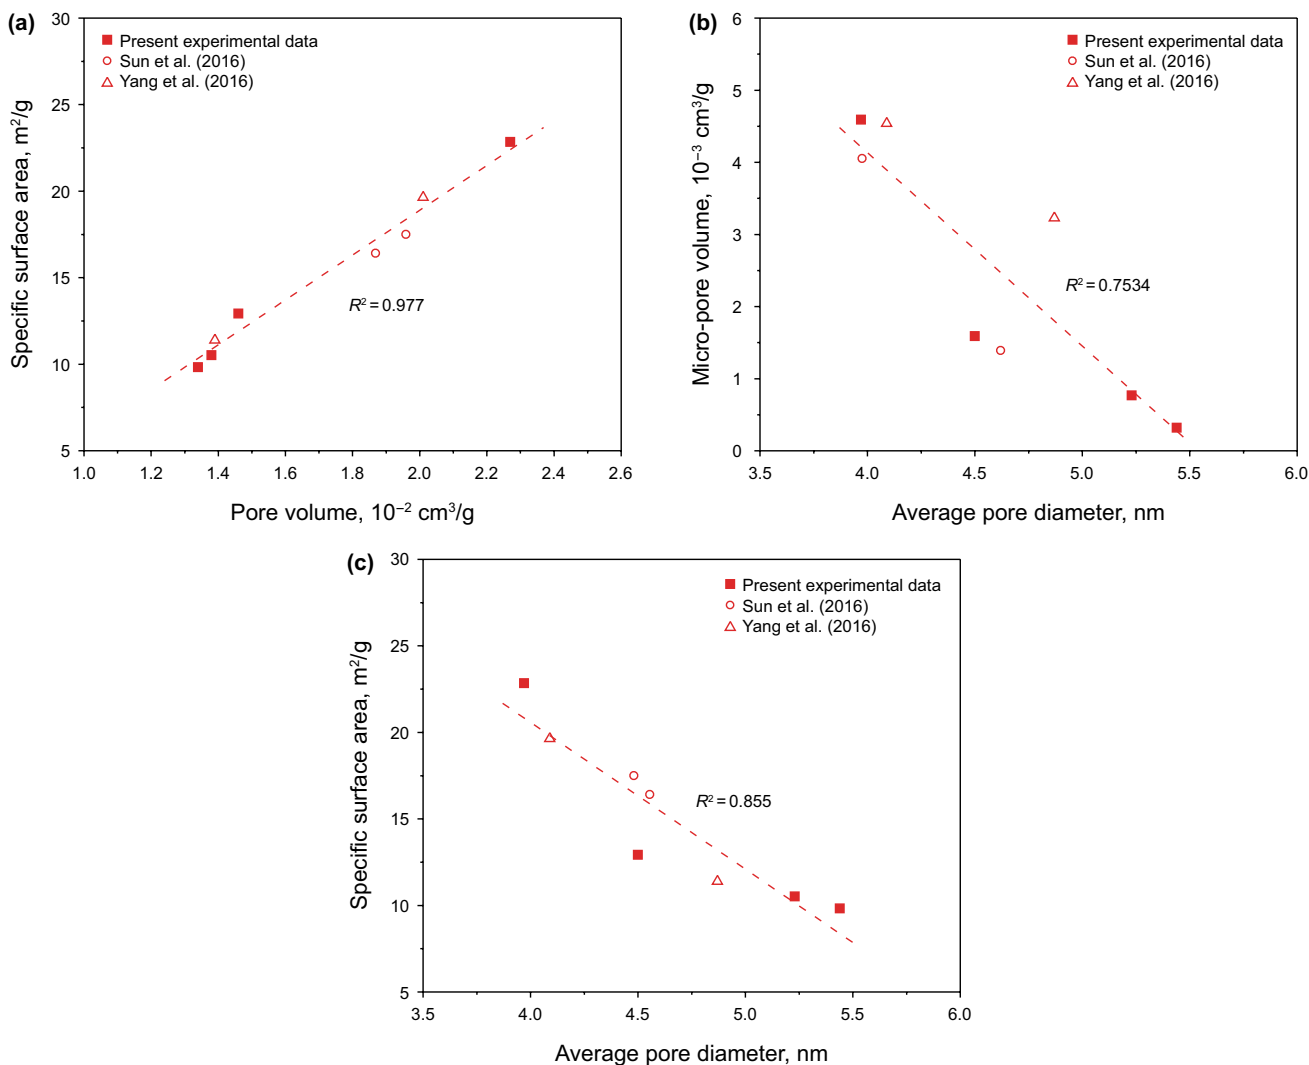 (a)
30
25
20
15
10
5
Specific surface area, m²/g
Present experimental data
Sun et al. (2016)
Yang et al. (2016)
R² = 0.977
1.0 1.2 1.4 1.6 1.8 2.0 2.2 2.4 2.6
Pore volume, 10⁻² cm³/g
(b)
6
5
4
3
2
1
0
Micro-pore volume, 10⁻³ cm³/g
Present experimental data
Sun et al. (2016)
Yang et al. (2016)
R² = 0.7534
3.5 4.0 4.5 5.0 5.5 6.0
Average pore diameter, nm
(c)
30
25
20
15
10
5
Specific surface area, m²/g
Present experimental data
Sun et al. (2016)
Yang et al. (2016)
R² = 0.855
3.5 4.0 4.5 5.0 5.5 6.0
Average pore diameter, nm